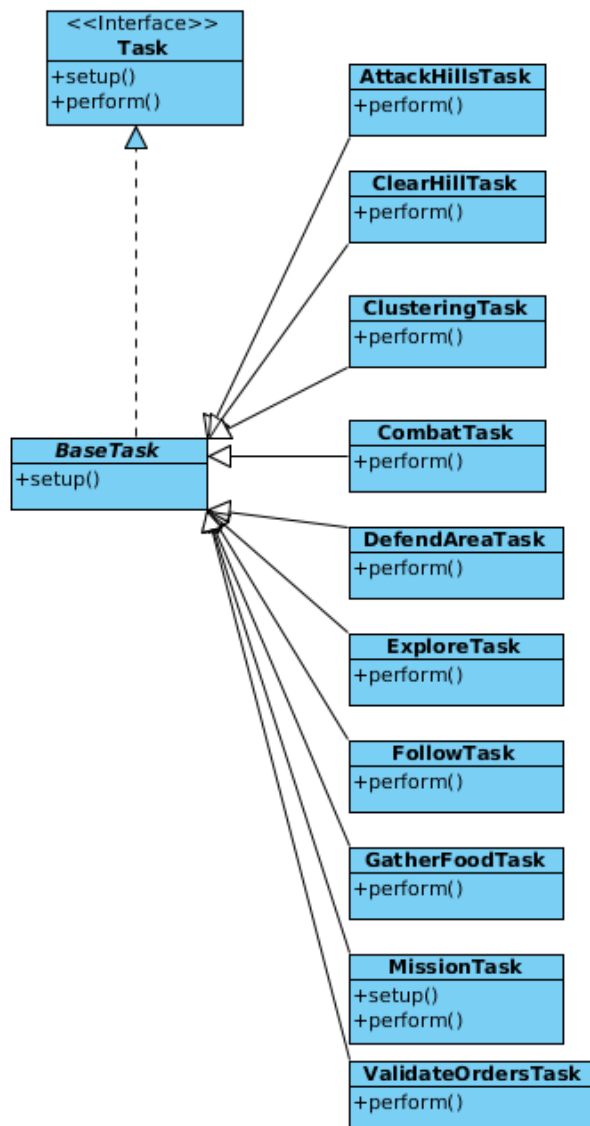 <<Interface>>
Task
+setup()
+perform()
AttackHillsTask
+perform()
ClearHillTask
+perform()
ClusteringTask
+perform()
BaseTask
+setup()
CombatTask
+perform()
DefendAreaTask
+perform()
ExploreTask
+perform()
FollowTask
+perform()
GatherFoodTask
+perform()
MissionTask
+setup()
+perform()
ValidateOrdersTask
+perform()